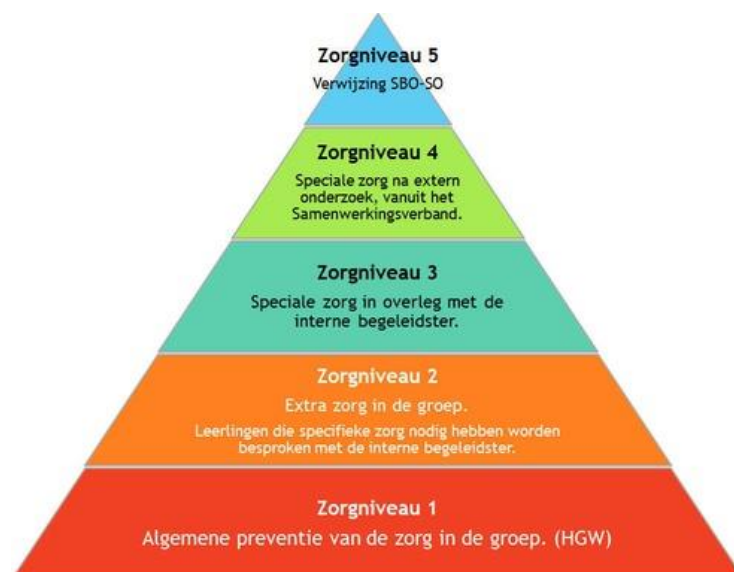 Zorgniveau 5
Verwijzing SBO-SO
Zorgniveau 4
Speciale zorg na extern
onderzoek, vanuit het
Samenwerkingsverband.
Zorgniveau 3
Speciale zorg in overleg met de
interne begeleidster.
Zorgniveau 2
Extra zorg in de groep.
Leerlingen die specifieke zorg nodig hebben worden
besproken met de interne begeleidster.
Zorgniveau 1
Algemene preventie van de zorg in de groep. (HGW)